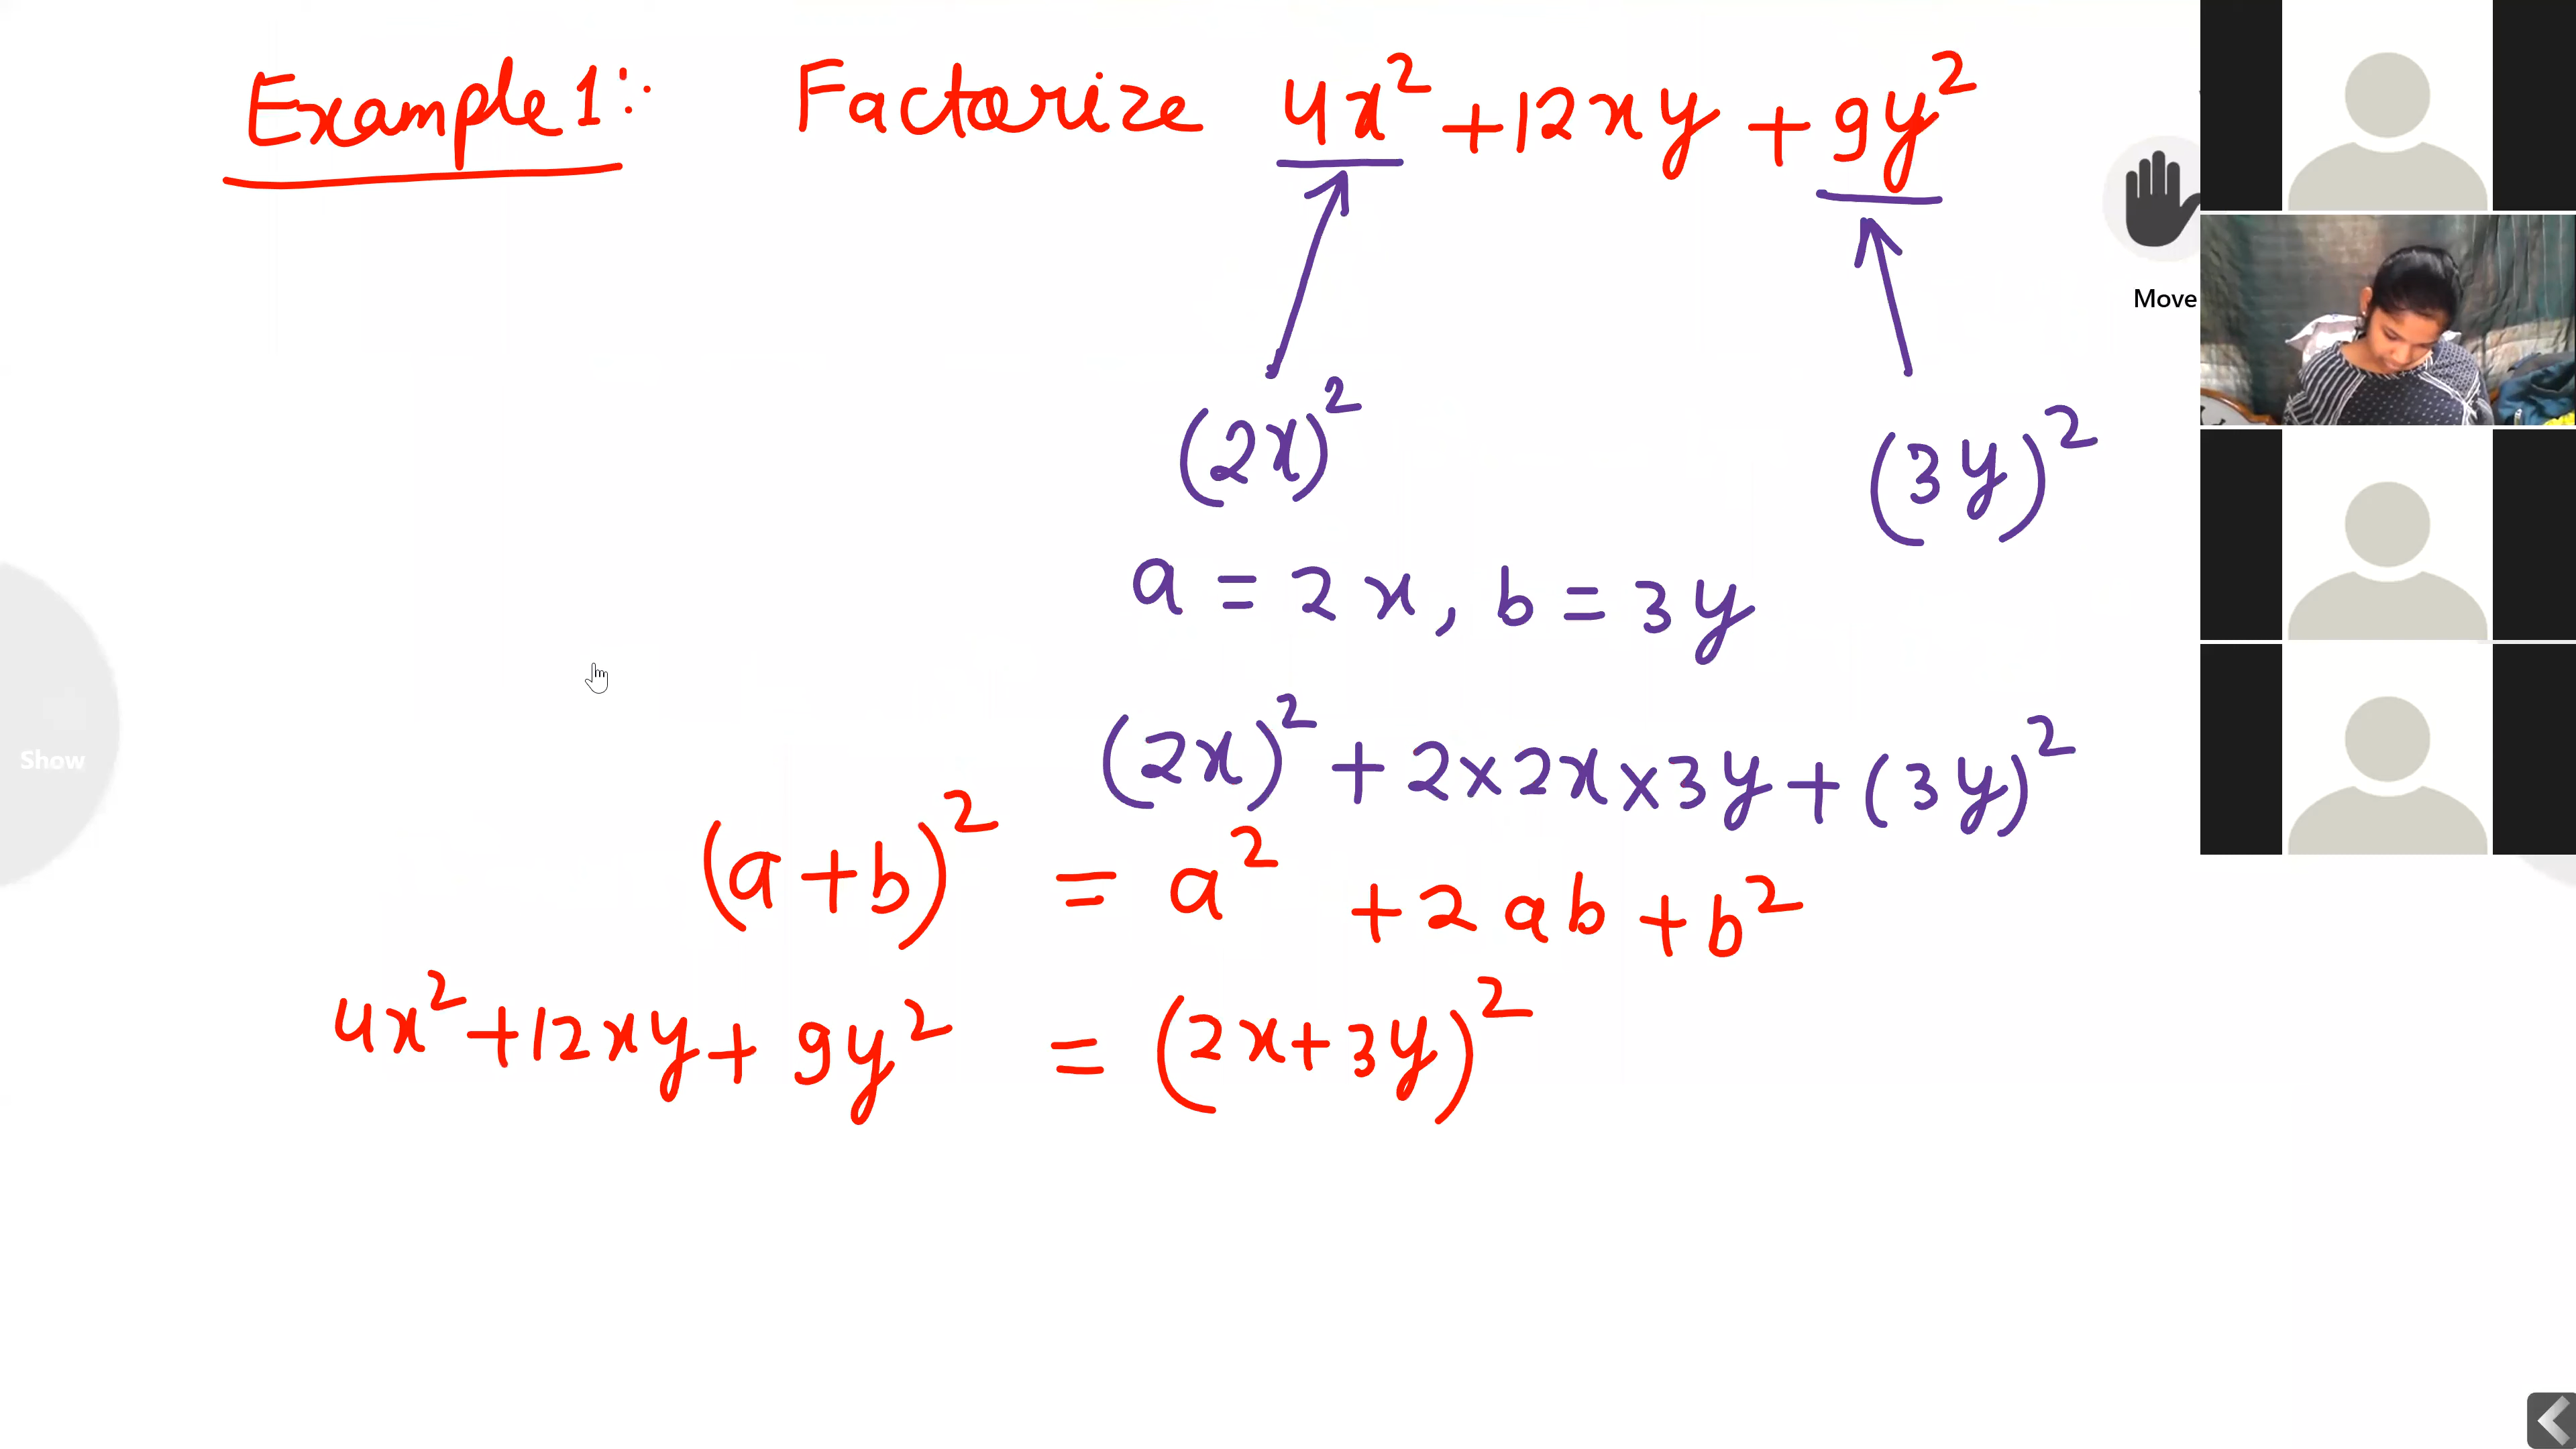 Example 1:- Factorize 4x² + 12xy + 9y²
Move
(2x)² (3y)²
a = 2x, b = 3y
(2x)² + 2×2x×3y + (3y)²
Show
(a+b)² = a² + 2ab + b²
4x² + 12xy + 9y² = (2x+3y)²